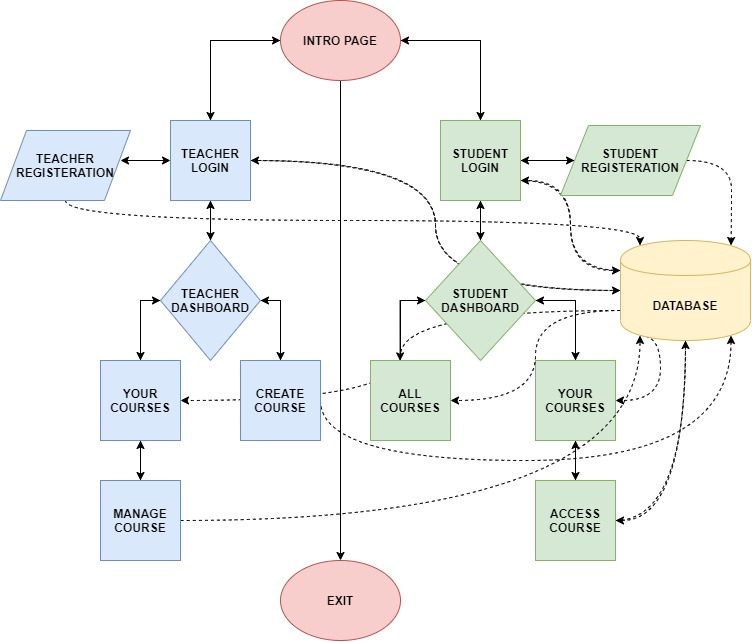 INTRO PAGE
TEACHER
REGISTERATION
TEACHER
LOGIN
STUDENT
LOGIN
STUDENT
REGISTERATION
TEACHER
DASHBOARD
STUDENT
DASHBOARD
DATABASE
YOUR
COURSES
CREATE
COURSE
ALL
COURSES
YOUR
COURSES
MANAGE
COURSE
ACCESS
COURSE
EXIT